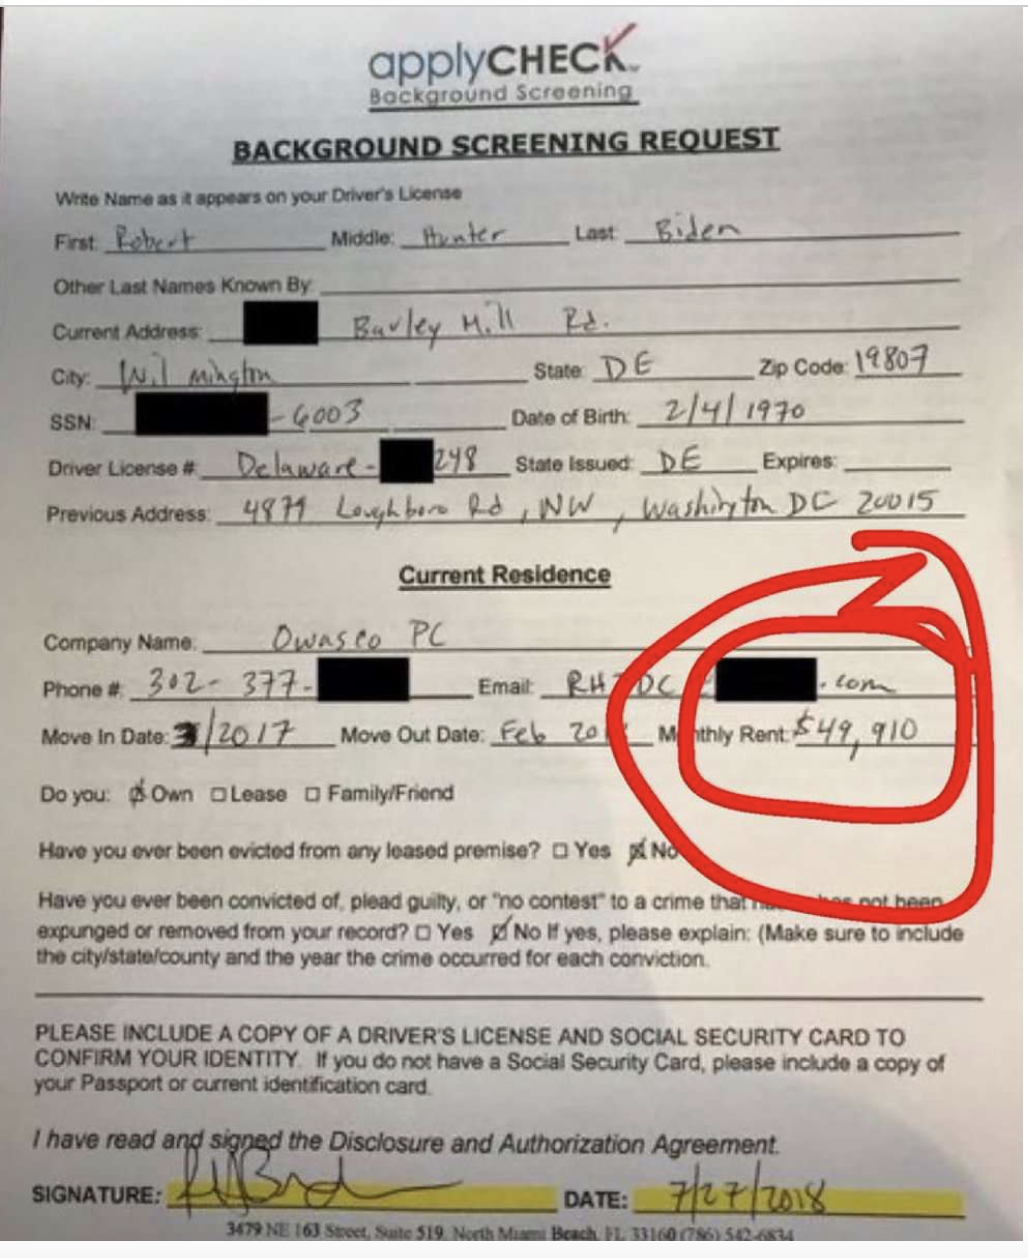 applyCHECK
Background Screening
BACKGROUND SCREENING REQUEST
Write Name as it appears on your Driver's License
First: Robert Middle: Hunter Last: Biden
Other Last Names Known By:
Current Address: Barley Mill Rd.
City: Wilmington State: DE Zip Code: 19807
SSN: -6003 Date of Birth: 2/4/1970
Driver License #: Delaware- 248 State Issued: DE Expires:
Previous Address: 4879 Loughboro Rd, NW, Washington DC 20015
Current Residence
Company Name: Owasco PC
Phone #: 302-377- Email: .com
Move In Date: 3/2017 Move Out Date: Feb Monthly Rent: $49,910
Do you: Own Lease Family/Friend
Have you ever been evicted from any leased premise? Yes No
Have you ever been convicted of, plead guilty, or "no contest" to a crime that not been
expunged or removed from your record? Yes No If yes, please explain: (Make sure to include
the city/state/county and the year the crime occurred for each conviction.
PLEASE INCLUDE A COPY OF A DRIVER'S LICENSE AND SOCIAL SECURITY CARD TO
CONFIRM YOUR IDENTITY. If you do not have a Social Security Card, please include a copy of
your Passport or current identification card.
I have read and signed the Disclosure and Authorization Agreement.
SIGNATURE: DATE: 7/27/2018
3479 NE 163 Street, Suite 519, North Miami Beach, FL 33160 (786) 542-6834